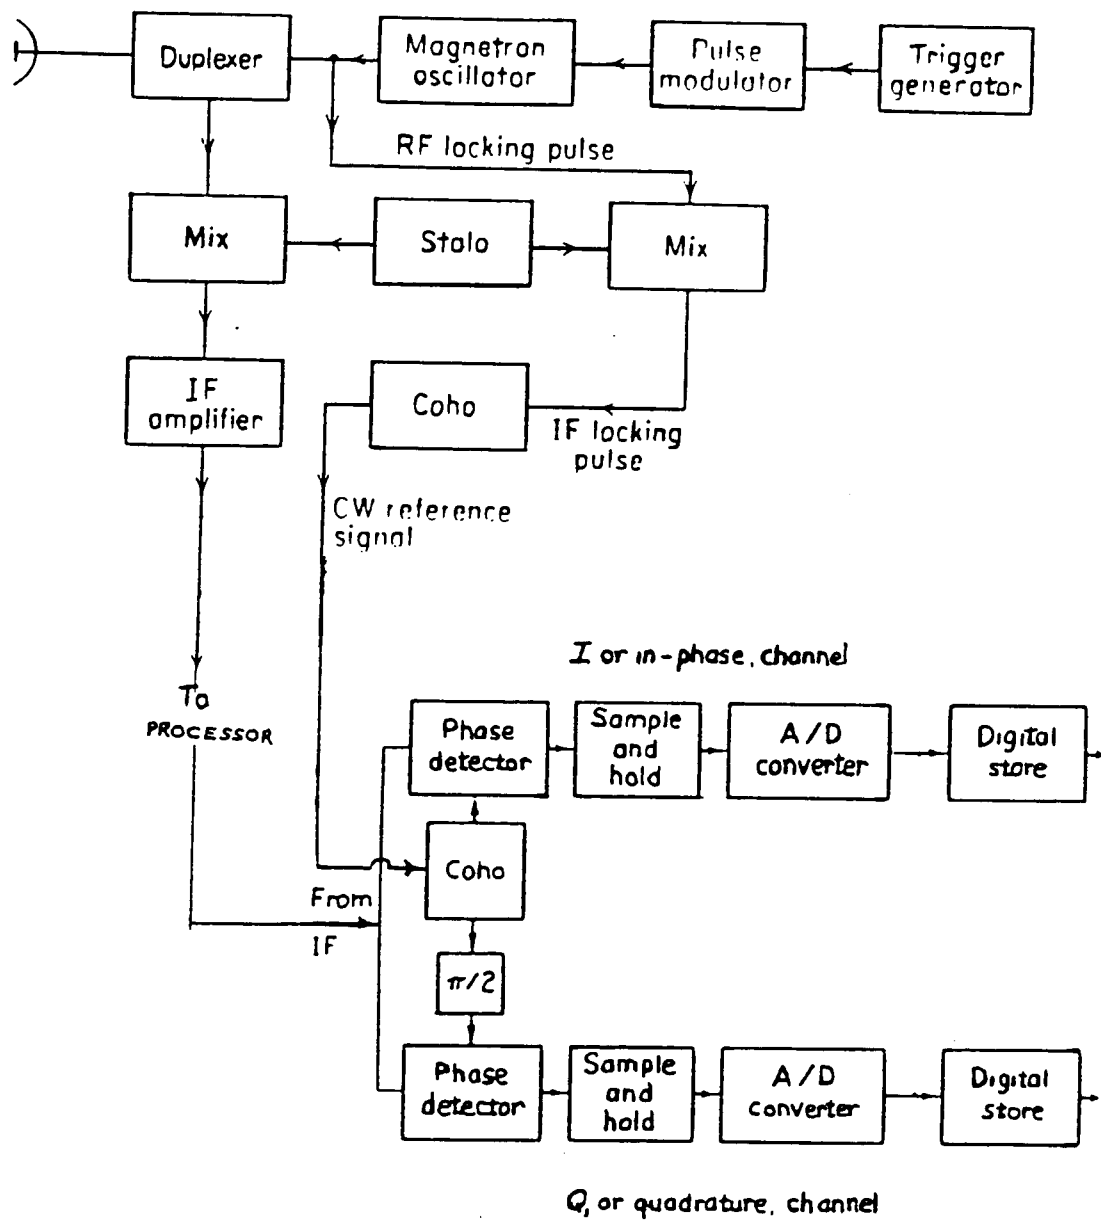 Duplexer
Magnetron
oscillator
Pulse
modulator
Trigger
generator
RF locking pulse
Mix
Stalo
Mix
IF
amplifier
Coho
IF locking
pulse
CW reference
signal
To
PROCESSOR
I or in-phase, channel
Phase
detector
Sample
and
hold
A/D
converter
Digital
store
Coho
From
IF
π/2
Phase
detector
Sample
and
hold
A/D
converter
Digital
store
Q, or quadrature, channel